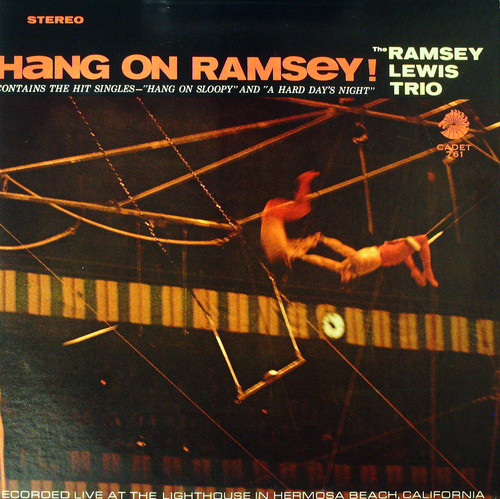 STEREO
HANG ON RAMSEY!
The RAMSEY
LEWIS
TRIO
CONTAINS THE HIT SINGLES—"HANG ON SLOOPY" AND "A HARD DAY'S NIGHT"
CADET
761
RECORDED LIVE AT THE LIGHTHOUSE IN HERMOSA BEACH, CALIFORNIA